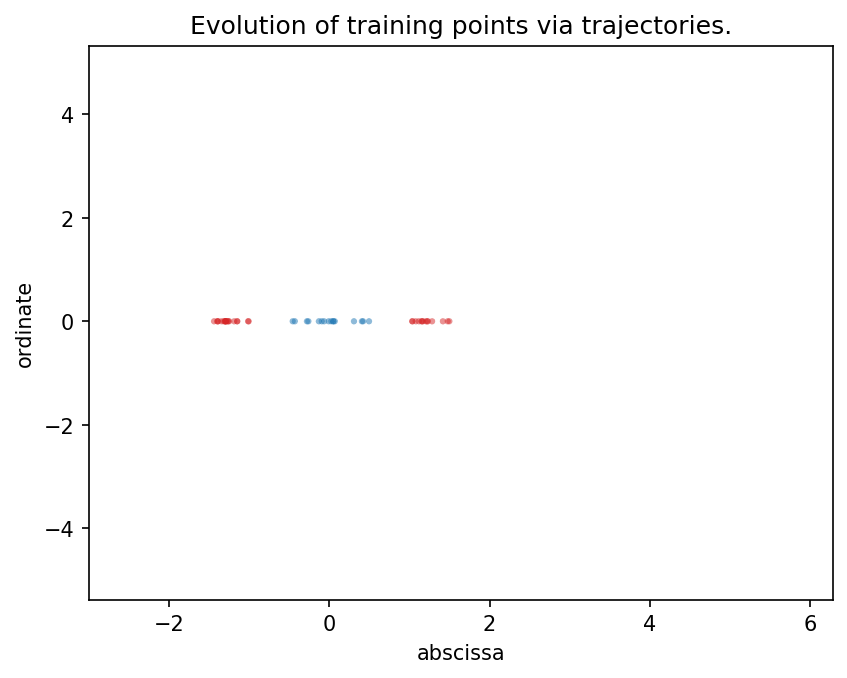 Evolution of training points via trajectories.
4
2
0
−2
−4
ordinate
−2 0 2 4 6
abscissa